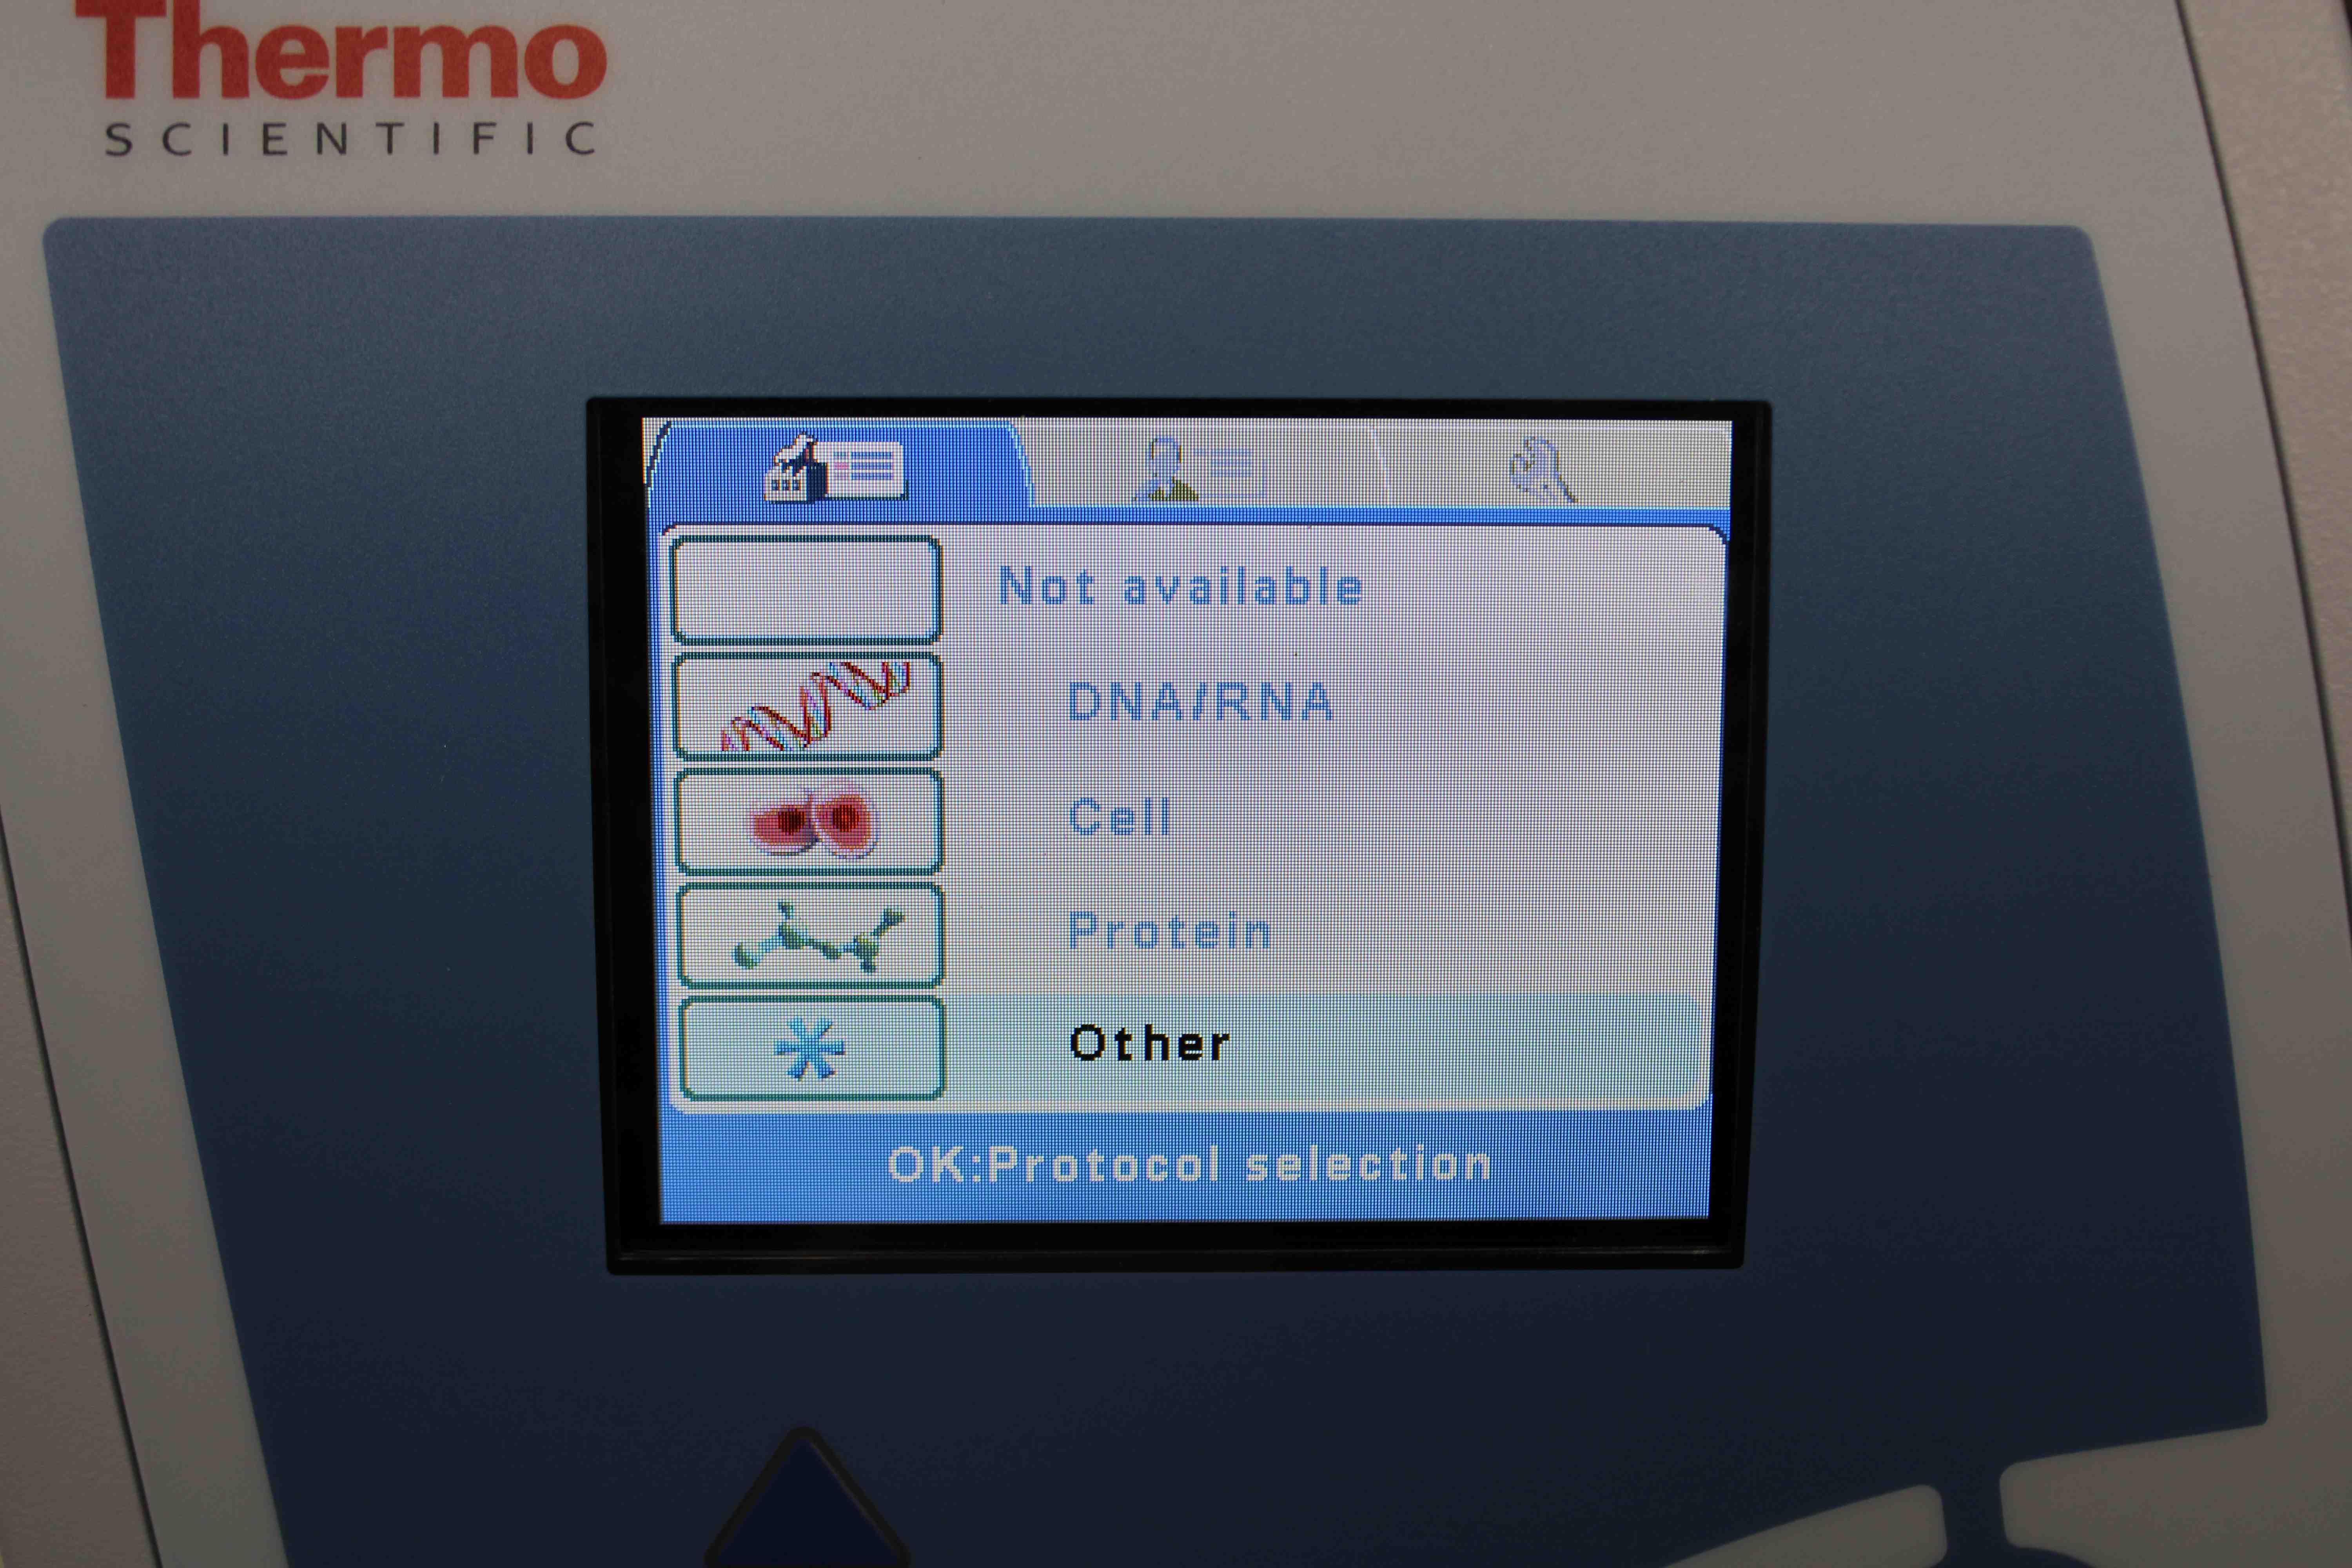 Thermo
SCIENTIFIC
Not available
DNA/RNA
Cell
Protein
Other
OK:Protocol selection